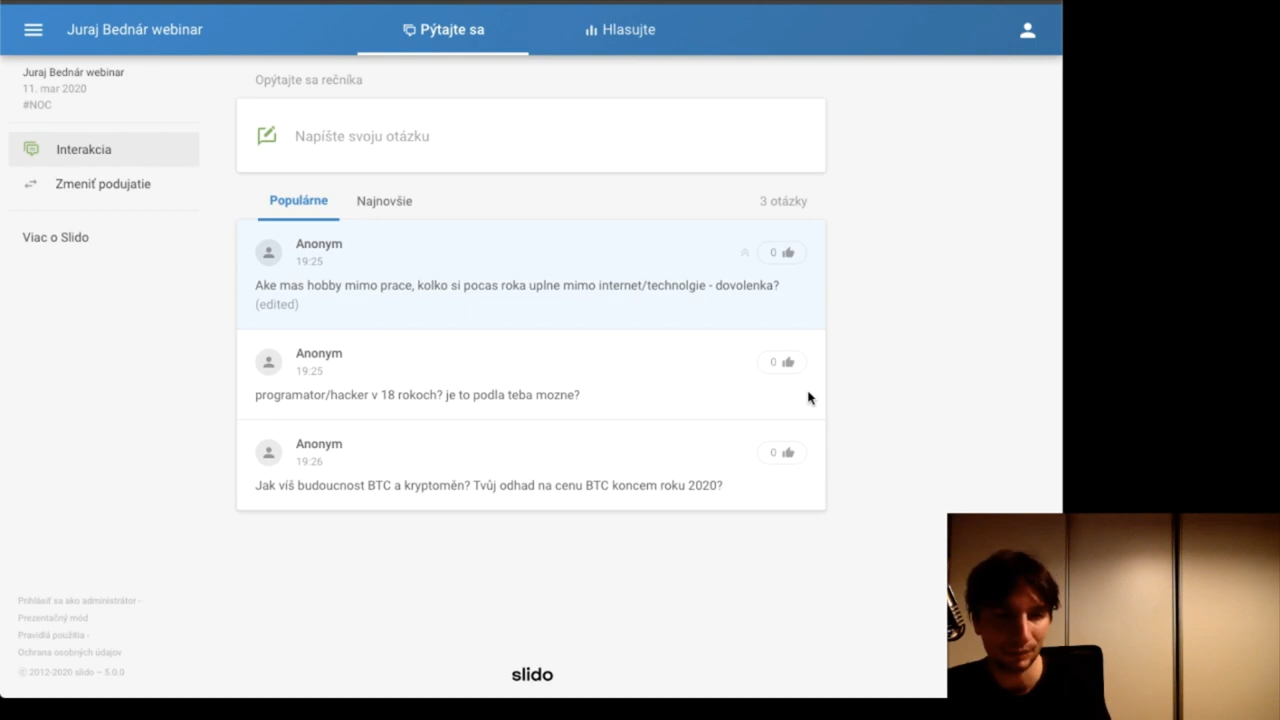 Juraj Bednár webinar
Pýtajte sa
Hlasujte
Juraj Bednár webinar
11. mar 2020
#NOC
Interakcia
Zmeniť podujatie
Viac o Slido
Opýtajte sa rečníka
Napíšte svoju otázku
Populárne
Najnovšie
3 otázky
Anonym
19:25
0
Ake mas hobby mimo prace, kolko si pocas roka uplne mimo internet/technolgie - dovolenka?
(edited)
Anonym
19:25
0
programator/hacker v 18 rokoch? je to podla teba mozne?
Anonym
19:26
0
Jak víš budoucnost BTC a kryptoměn? Tvůj odhad na cenu BTC koncem roku 2020?
Prihlásiť sa ako administrátor -
Prezentačný mód
Pravidlá použitia -
Ochrana osobných údajov
© 2012-2020 slido – 5.0.0
slido